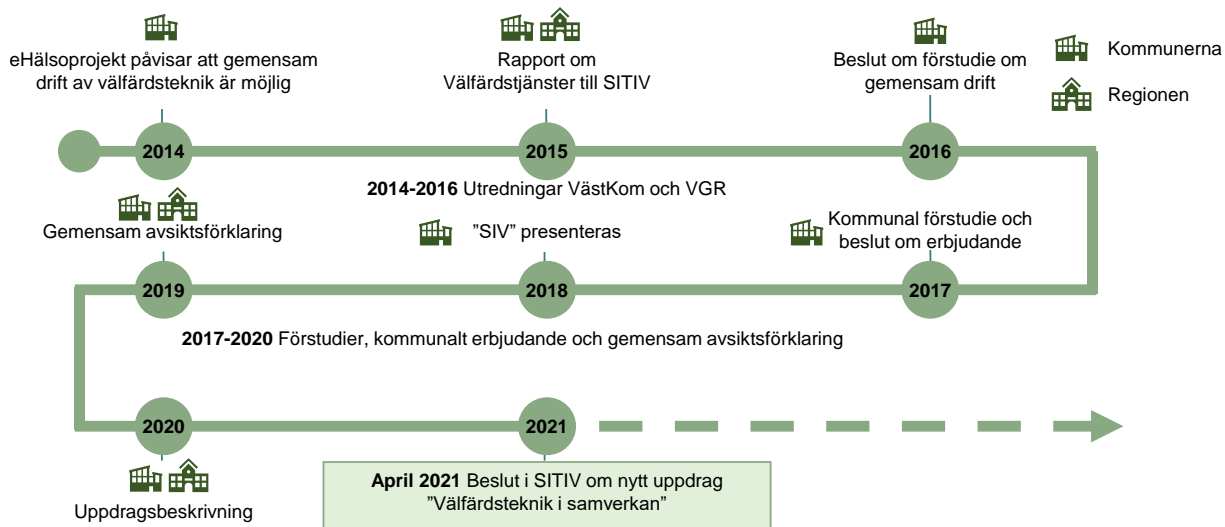 eHälsoprojekt påvisar att gemensam
drift av välfärdsteknik är möjlig
Rapport om
Välfärdstjänster till SITIV
Beslut om förstudie om
gemensam drift
Kommunerna
Regionen
2014
2015
2016
2014-2016 Utredningar VästKom och VGR
Gemensam avsiktsförklaring
"SIV" presenteras
Kommunal förstudie och
beslut om erbjudande
2019
2018
2017
2017-2020 Förstudier, kommunalt erbjudande och gemensam avsiktsförklaring
2020
2021
Uppdragsbeskrivning
April 2021 Beslut i SITIV om nytt uppdrag
"Välfärdsteknik i samverkan"